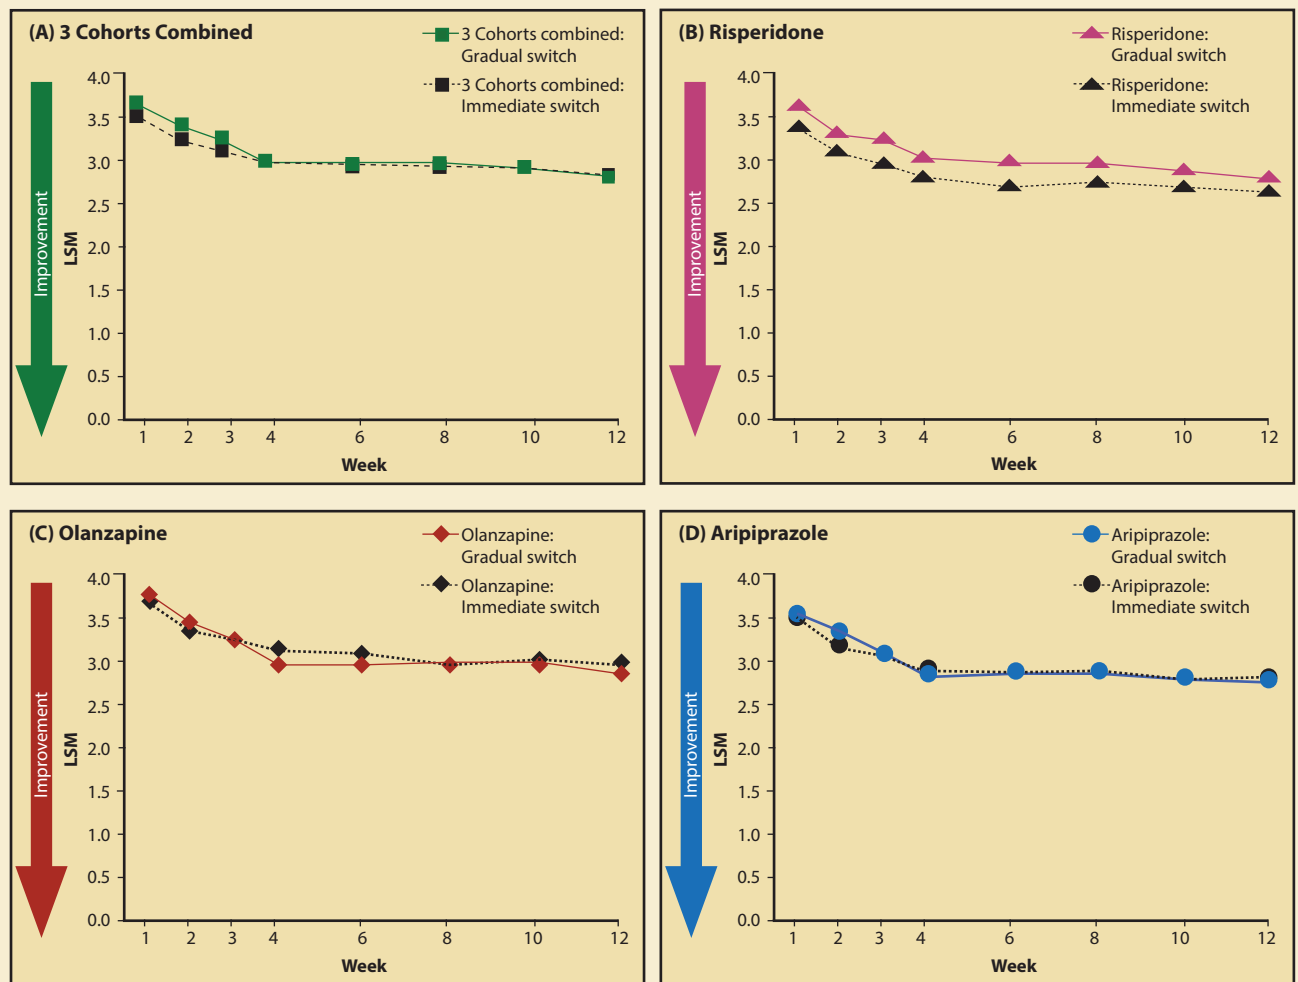 (A) 3 Cohorts Combined
3 Cohorts combined:
Gradual switch
3 Cohorts combined:
Immediate switch
Improvement
LSM
4.0
3.5
3.0
2.5
2.0
1.5
1.0
0.5
0.0
1 2 3 4 6 8 10 12
Week
(B) Risperidone
Risperidone:
Gradual switch
Risperidone:
Immediate switch
Improvement
LSM
4.0
3.5
3.0
2.5
2.0
1.5
1.0
0.5
0.0
1 2 3 4 6 8 10 12
Week
(C) Olanzapine
Olanzapine:
Gradual switch
Olanzapine:
Immediate switch
Improvement
LSM
4.0
3.5
3.0
2.5
2.0
1.5
1.0
0.5
0.0
1 2 3 4 6 8 10 12
Week
(D) Aripiprazole
Aripiprazole:
Gradual switch
Aripiprazole:
Immediate switch
Improvement
LSM
4.0
3.5
3.0
2.5
2.0
1.5
1.0
0.5
0.0
1 2 3 4 6 8 10 12
Week